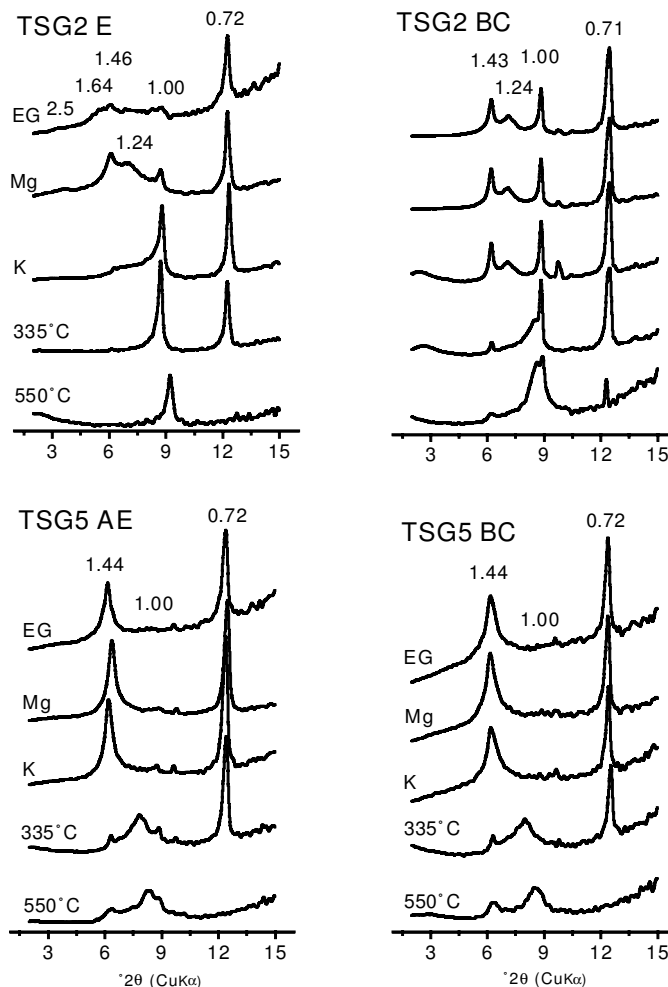 TSG2 E
0.72
1.46
1.64
1.00
2.5
EG
1.24
Mg
K
335°C
550°C
3 6 9 12 15
TSG2 BC
0.71
1.43
1.00
1.24
3 6 9 12 15
TSG5 AE
0.72
1.44
1.00
EG
Mg
K
335°C
550°C
3 6 9 12 15
°2θ (CuKα)
TSG5 BC
0.72
1.44
1.00
EG
Mg
K
335°C
550°C
3 6 9 12 15
°2θ (CuKα)